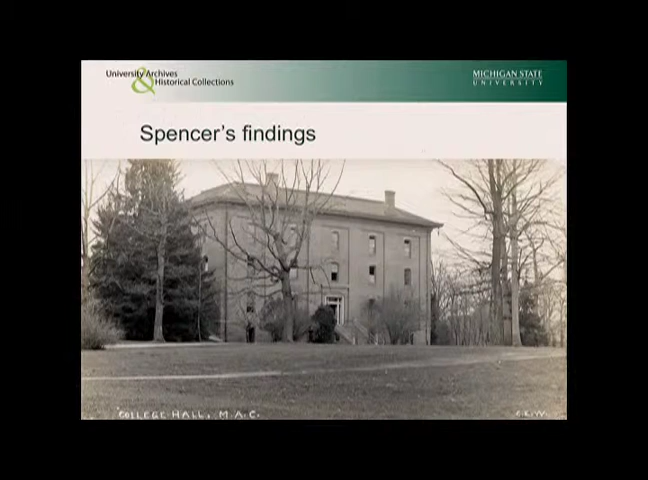 University Archives
& Historical Collections
MICHIGAN STATE
UNIVERSITY
Spencer's findings
COLLEGE HALL, M.A.C.